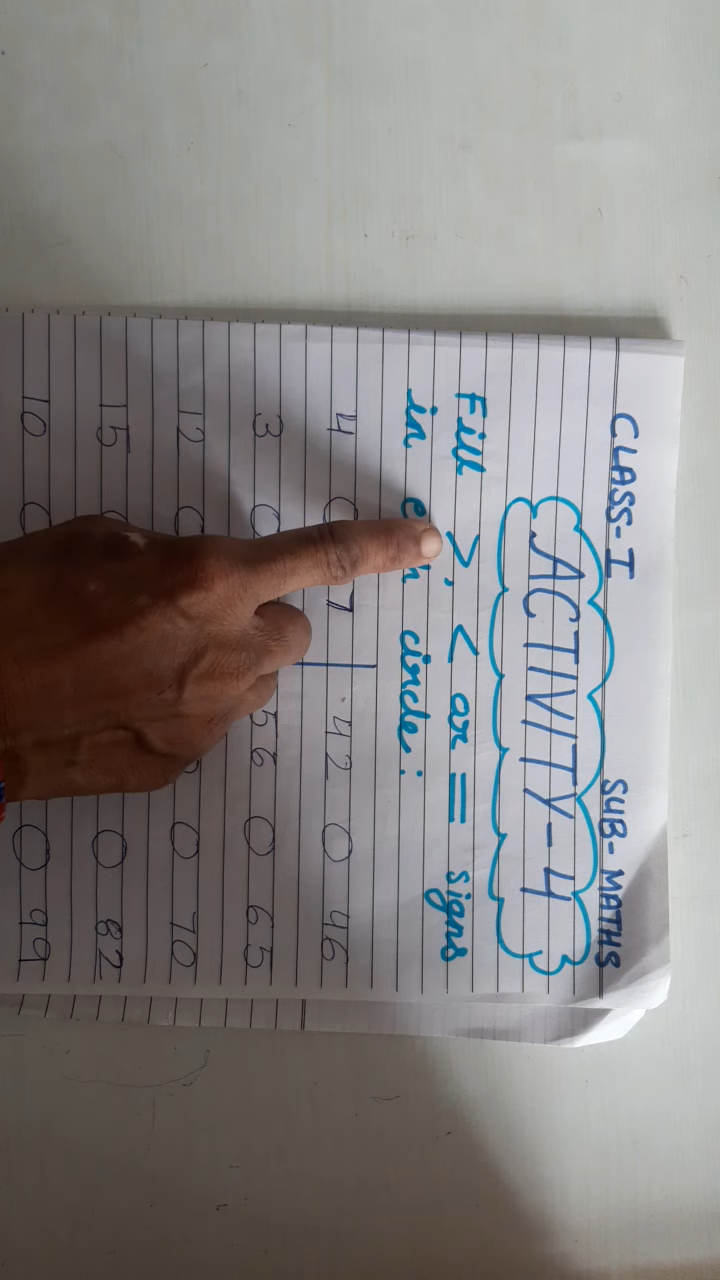 CLASS-I SUB-MATHS
ACTIVITY-4
Fill >, < or = signs
in circle:
4 7 42 46
3 56 65
12 70
15 82
10 99